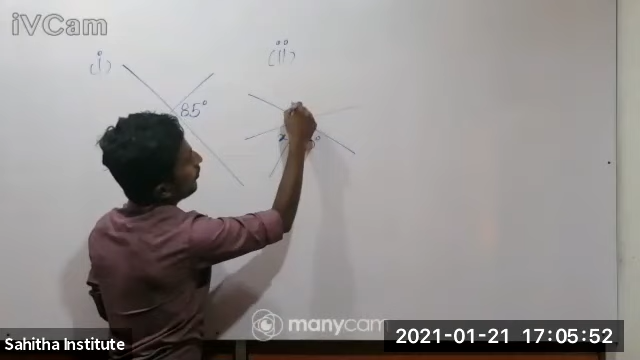 iVCam
(i)
(ii)
85°
manycam
Sahitha Institute
2021-01-21 17:05:52